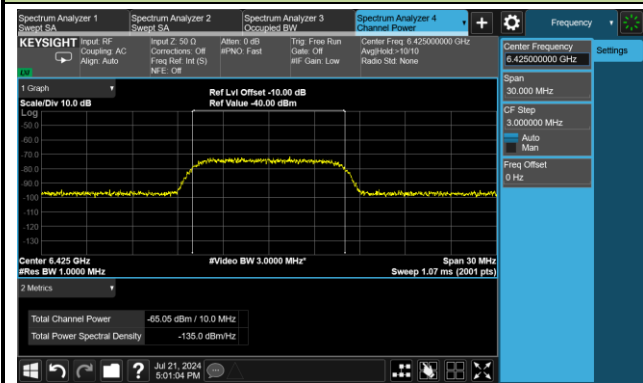 Spectrum Analyzer 1
Swept SA
Spectrum Analyzer 2
Swept SA
Spectrum Analyzer 3
Occupied BW
Spectrum Analyzer 4
Channel Power
Frequency
KEYSIGHT
Input: RF
Coupling: AC
Align: Auto
Input Z: 50 Ω
Corrections: Off
Freq Ref: Int (S)
NFE: Off
Atten: 0 dB
#PNO: Fast
Trig: Free Run
Gate: Off
#IF Gain: Low
Center Freq: 6.425000000 GHz
Avg|Hold:>10/10
Radio Std: None
Center Frequency
6.425000000 GHz
Settings
Span
30.000 MHz
CF Step
3.000000 MHz
Auto
Man
Freq Offset
0 Hz
1 Graph
Scale/Div 10.0 dB
Ref Lvl Offset -10.00 dB
Ref Value -40.00 dBm
Log
-50.0
-60.0
-70.0
-80.0
-90.0
-100
-110
-120
-130
Center 6.425 GHz
#Res BW 1.0000 MHz
#Video BW 3.0000 MHz*
Span 30 MHz
Sweep 1.07 ms (2001 pts)
2 Metrics
Total Channel Power -65.05 dBm / 10.0 MHz
Total Power Spectral Density -135.0 dBm/Hz
Jul 21, 2024
5:01:04 PM